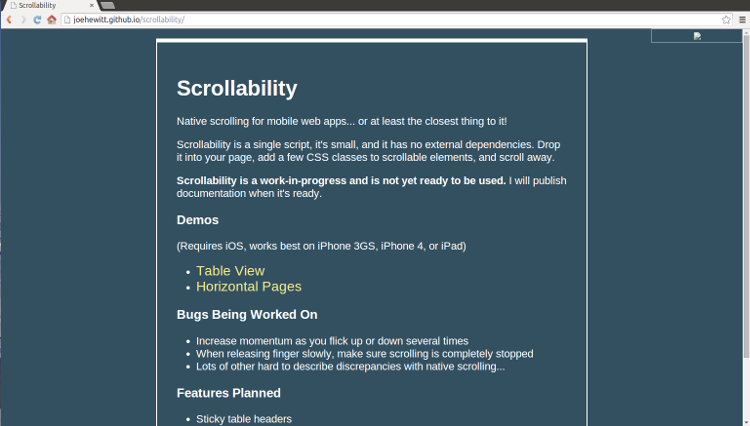 Scrollability
joehewitt.github.io/scrollability/
Scrollability
Native scrolling for mobile web apps... or at least the closest thing to it!
Scrollability is a single script, it's small, and it has no external dependencies. Drop
it into your page, add a few CSS classes to scrollable elements, and scroll away.
Scrollability is a work-in-progress and is not yet ready to be used. I will publish
documentation when it's ready.
Demos
(Requires iOS, works best on iPhone 3GS, iPhone 4, or iPad)
Table View
Horizontal Pages
Bugs Being Worked On
Increase momentum as you flick up or down several times
When releasing finger slowly, make sure scrolling is completely stopped
Lots of other hard to describe discrepancies with native scrolling...
Features Planned
Sticky table headers